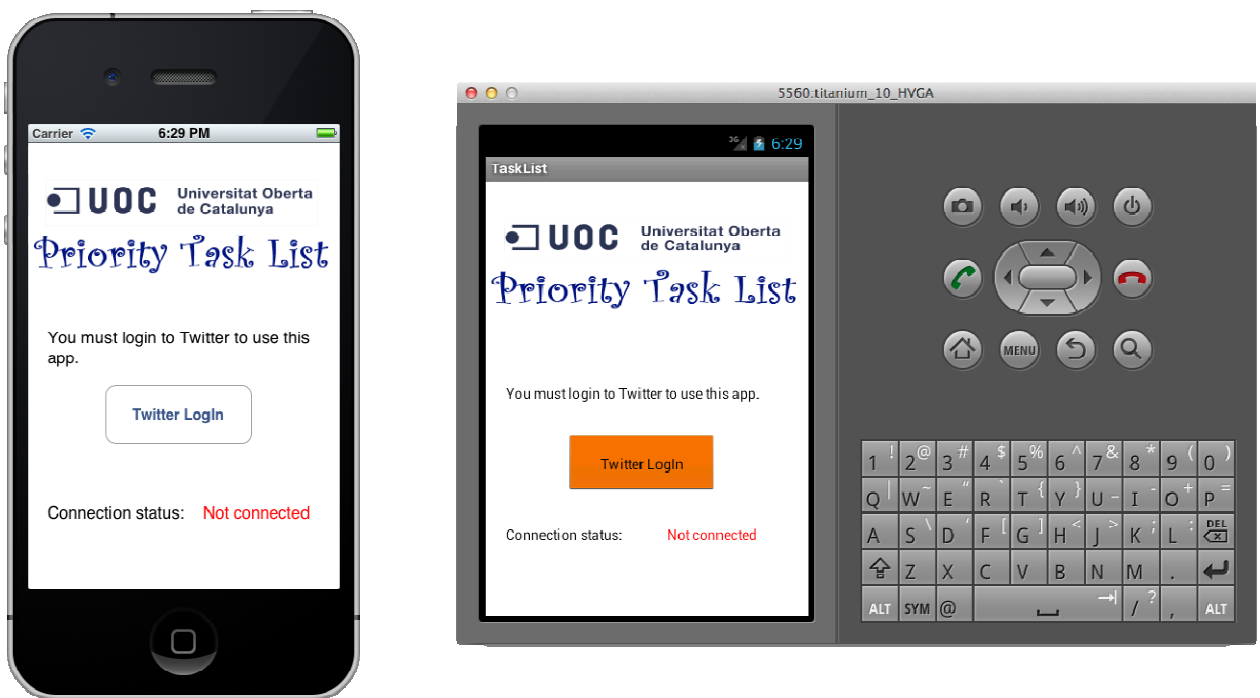 Carrier 6:29 PM
UOC Universitat Oberta
de Catalunya
Priority Task List
You must login to Twitter to use this
app.
Twitter LogIn
Connection status: Not connected
5560:titanium_10_HVGA
3G 6:29
TaskList
UOC Universitat Oberta
de Catalunya
Priority Task List
You must login to Twitter to use this app.
Twitter LogIn
Connection status: Not connected
MENU
1 ! 2 @ 3 # 4 $ 5 % 6 ^ 7 & 8 * 9 ( 0 )
Q | W ~ E " R ` T { Y } U _ I - O + P =
A S \ D ' F [ G ] H < J > K ; L : DEL
Z X C V B N M .
ALT SYM @ / ? , ALT